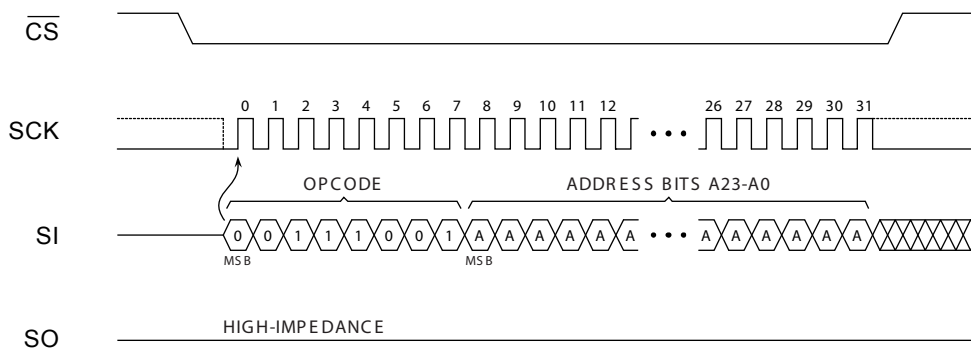 CS
SCK
0 1 2 3 4 5 6 7 8 9 10 11 12 26 27 28 29 30 31
OPCODE ADDRESS BITS A23-A0
SI
0 0 1 1 1 0 0 1 A A A A A A A A A A A A
MSB MSB
SO
HIGH-IMPEDANCE